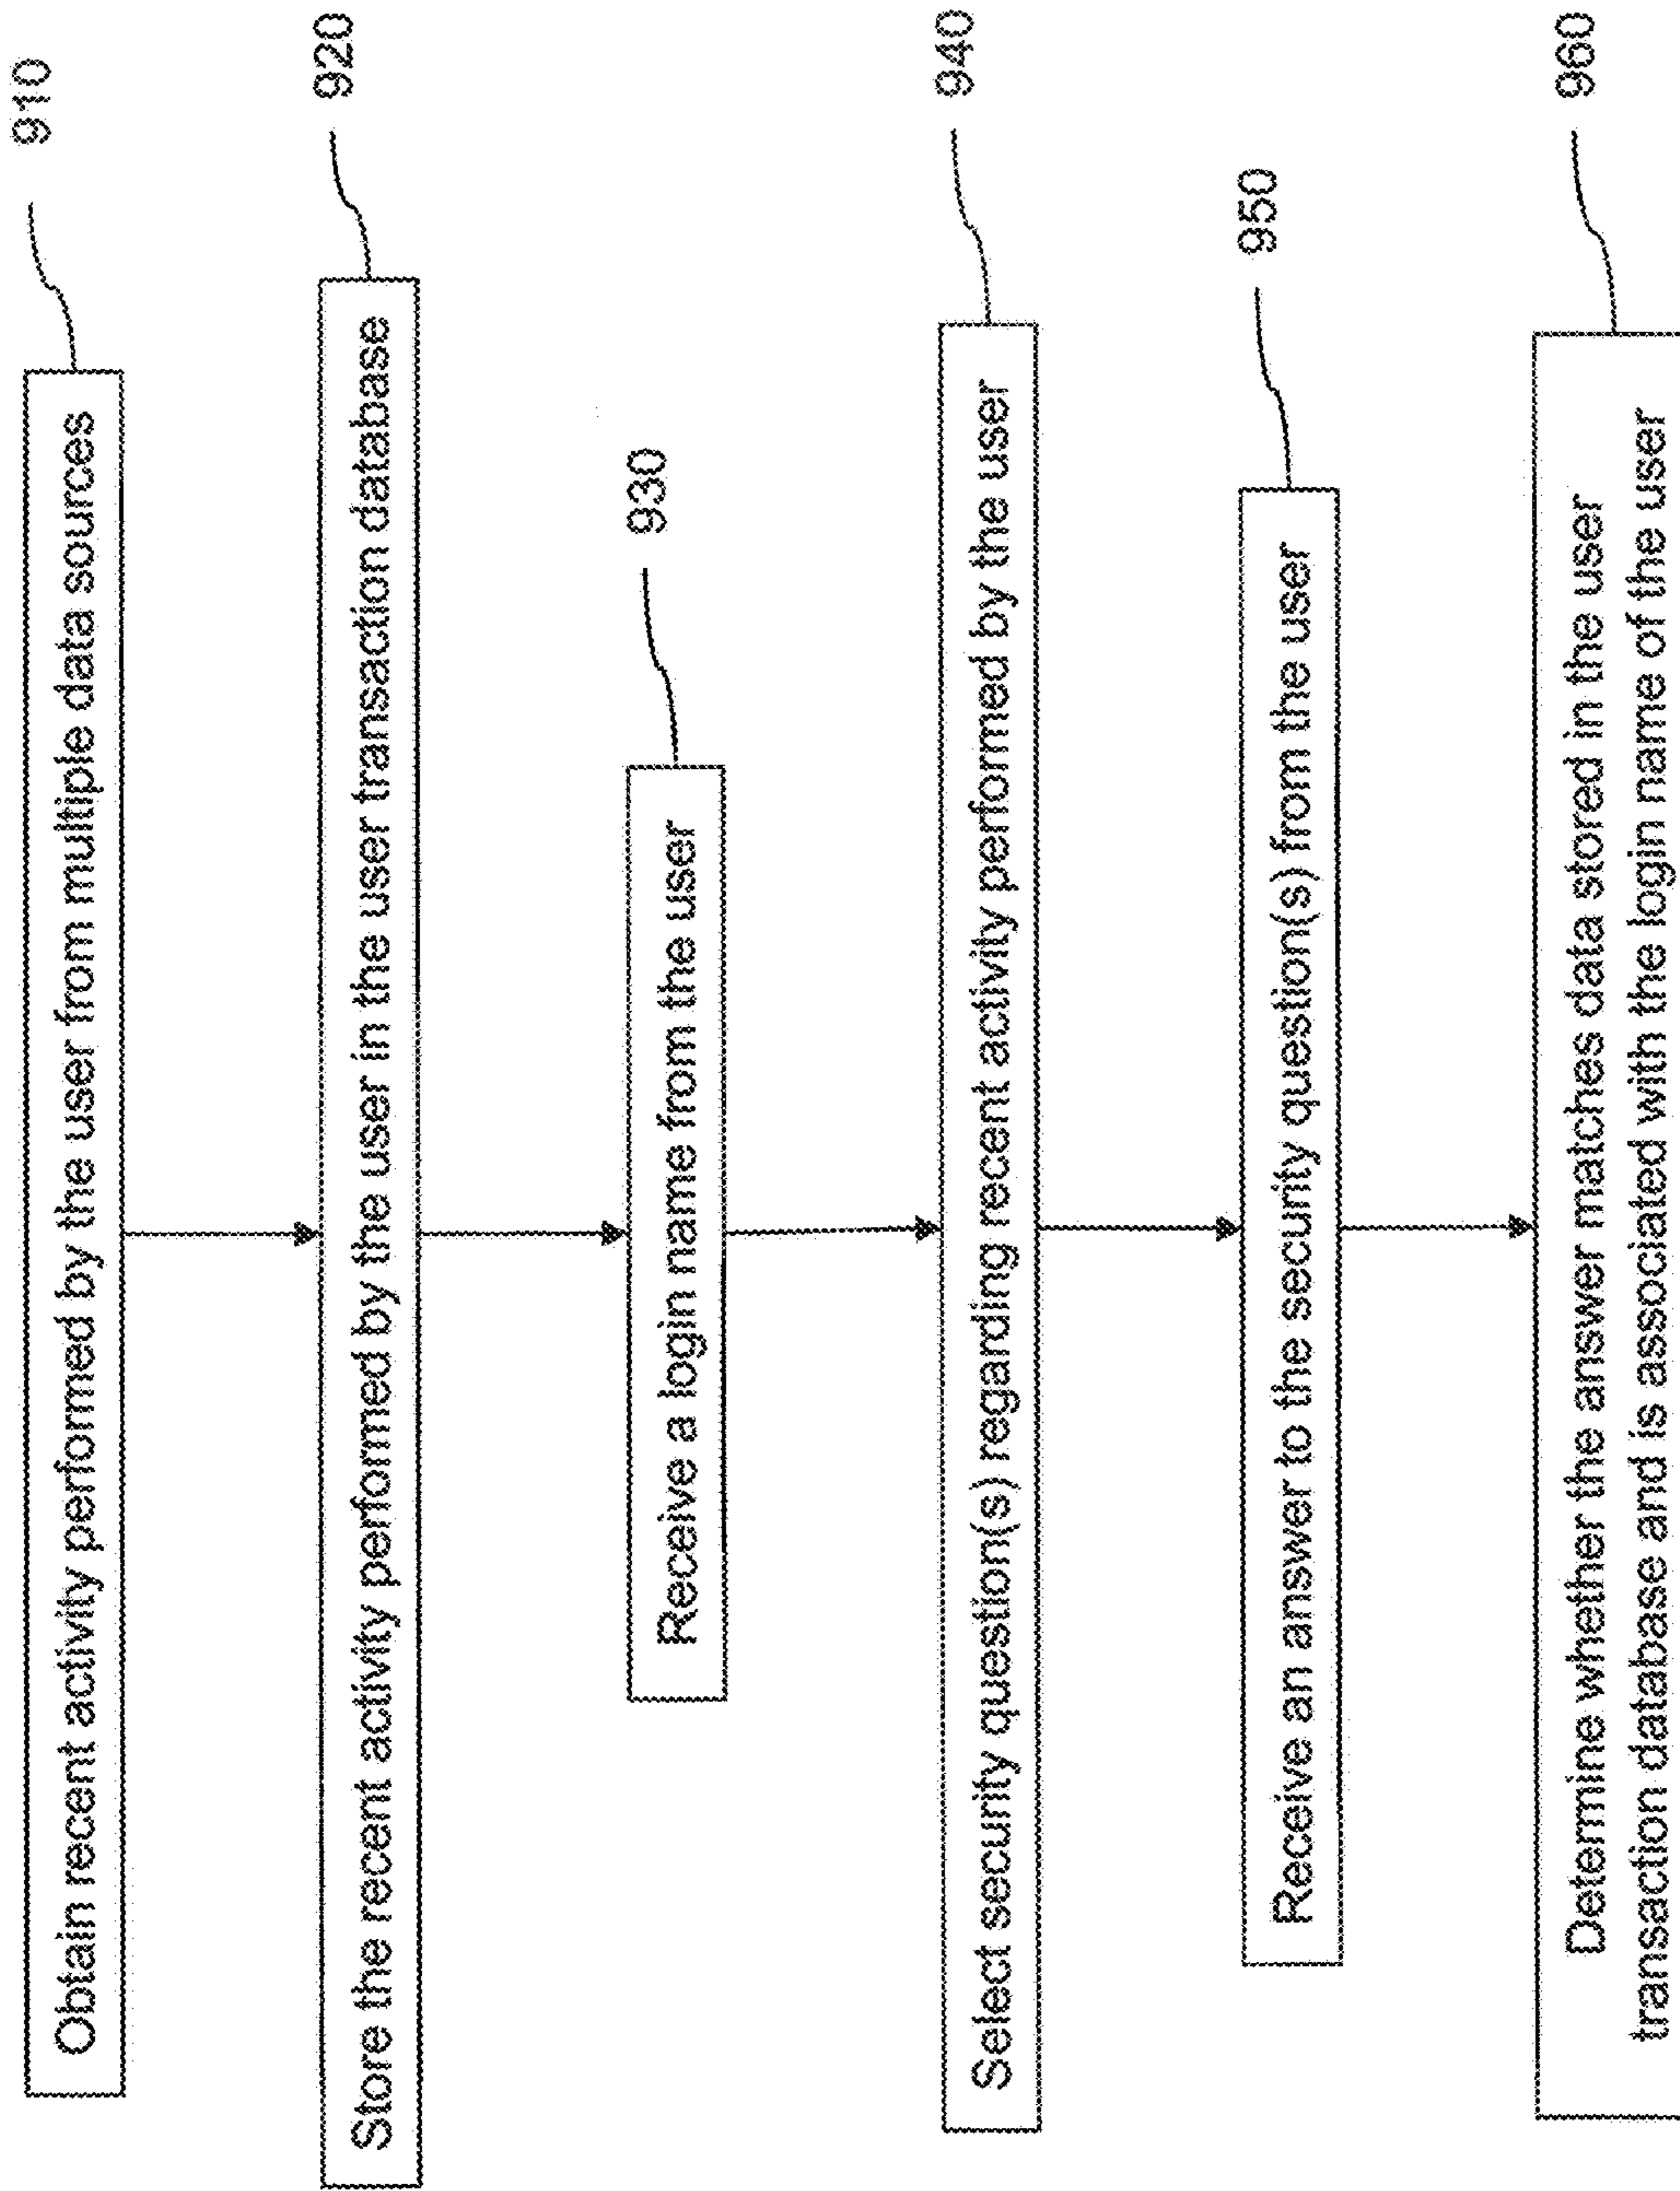 910
Obtain recent activity performed by the user from multiple data sources
920
Store the recent activity performed by the user in the user transaction database
930
Receive a login name from the user
940
Select security question(s) regarding recent activity performed by the user
950
Receive an answer to the security question(s) from the user
960
Determine whether the answer matches data stored in the user
transaction database and is associated with the login name of the user